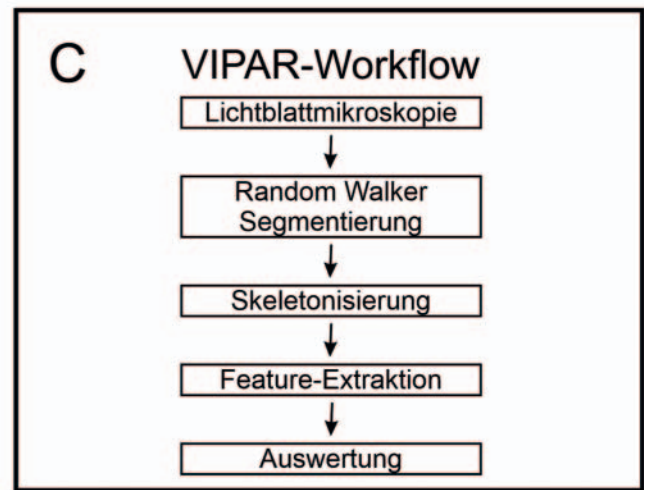 C
VIPAR-Workflow
Lichtblattmikroskopie
Random Walker
Segmentierung
Skeletonisierung
Feature-Extraktion
Auswertung